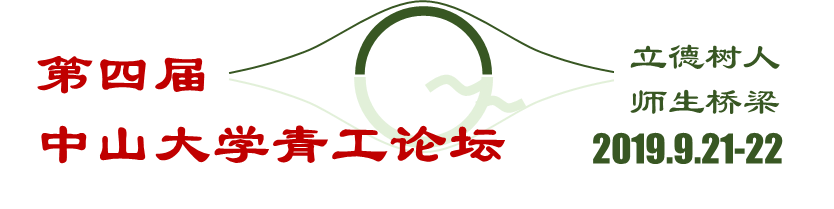 第四届
中山大学青工论坛
立德树人
师生桥梁
2019.9.21-22